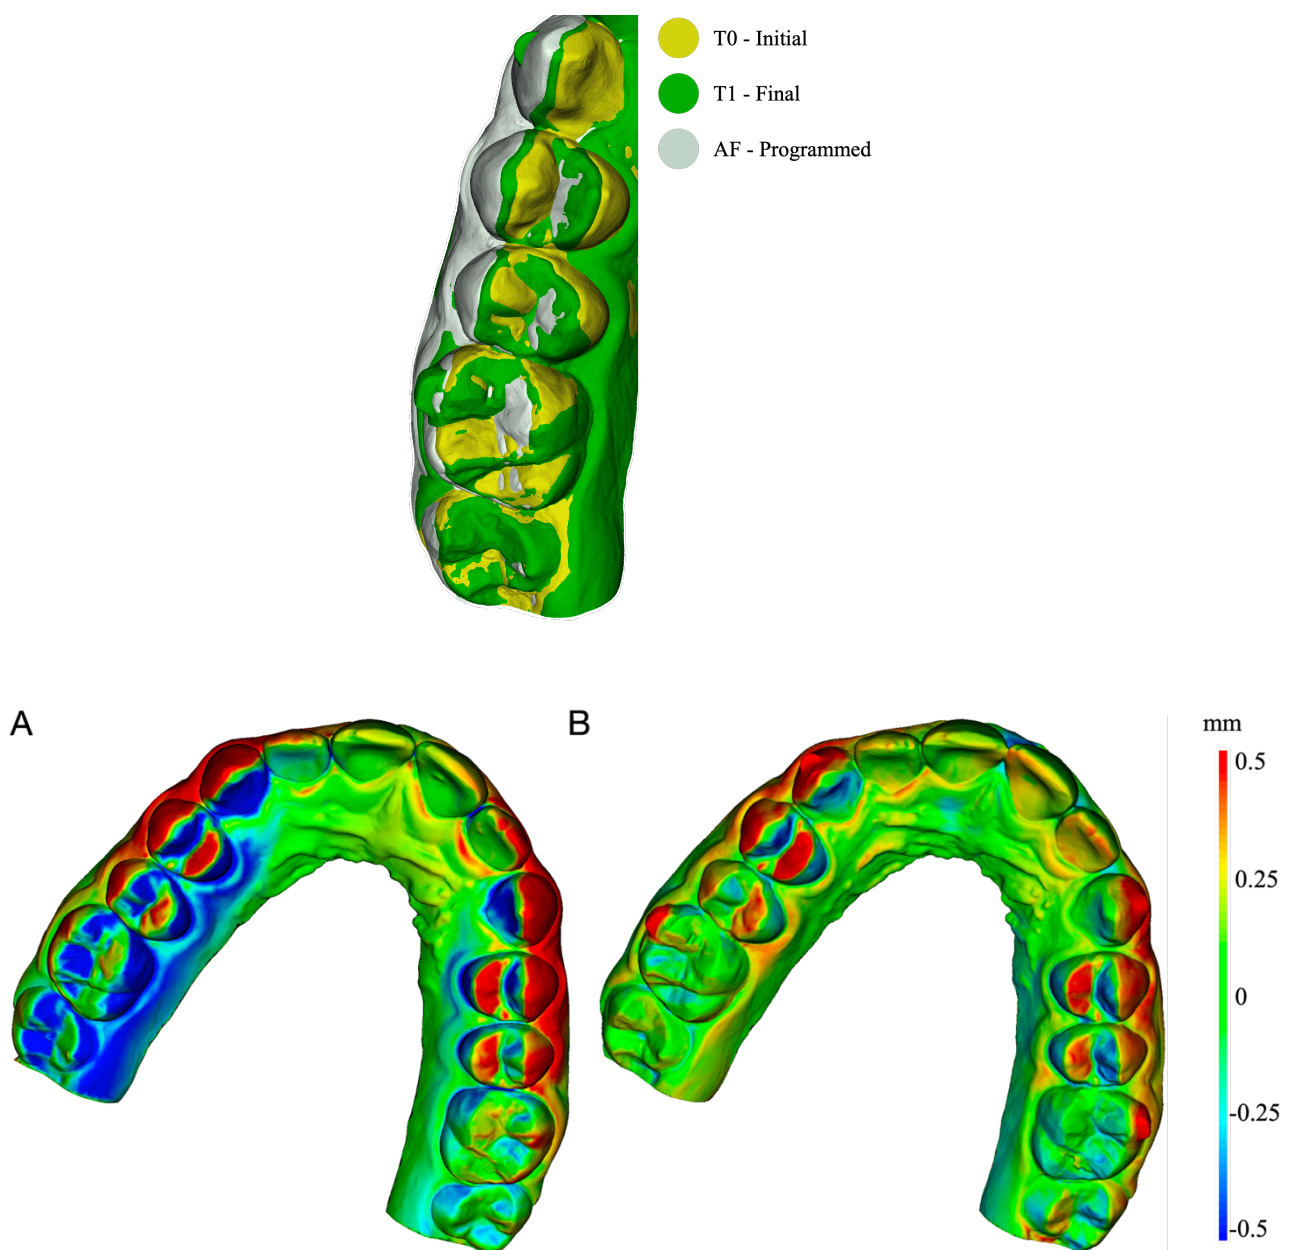 T0 - Initial
T1 - Final
AF - Programmed
A
B
mm
0.5
0.25
0
-0.25
-0.5